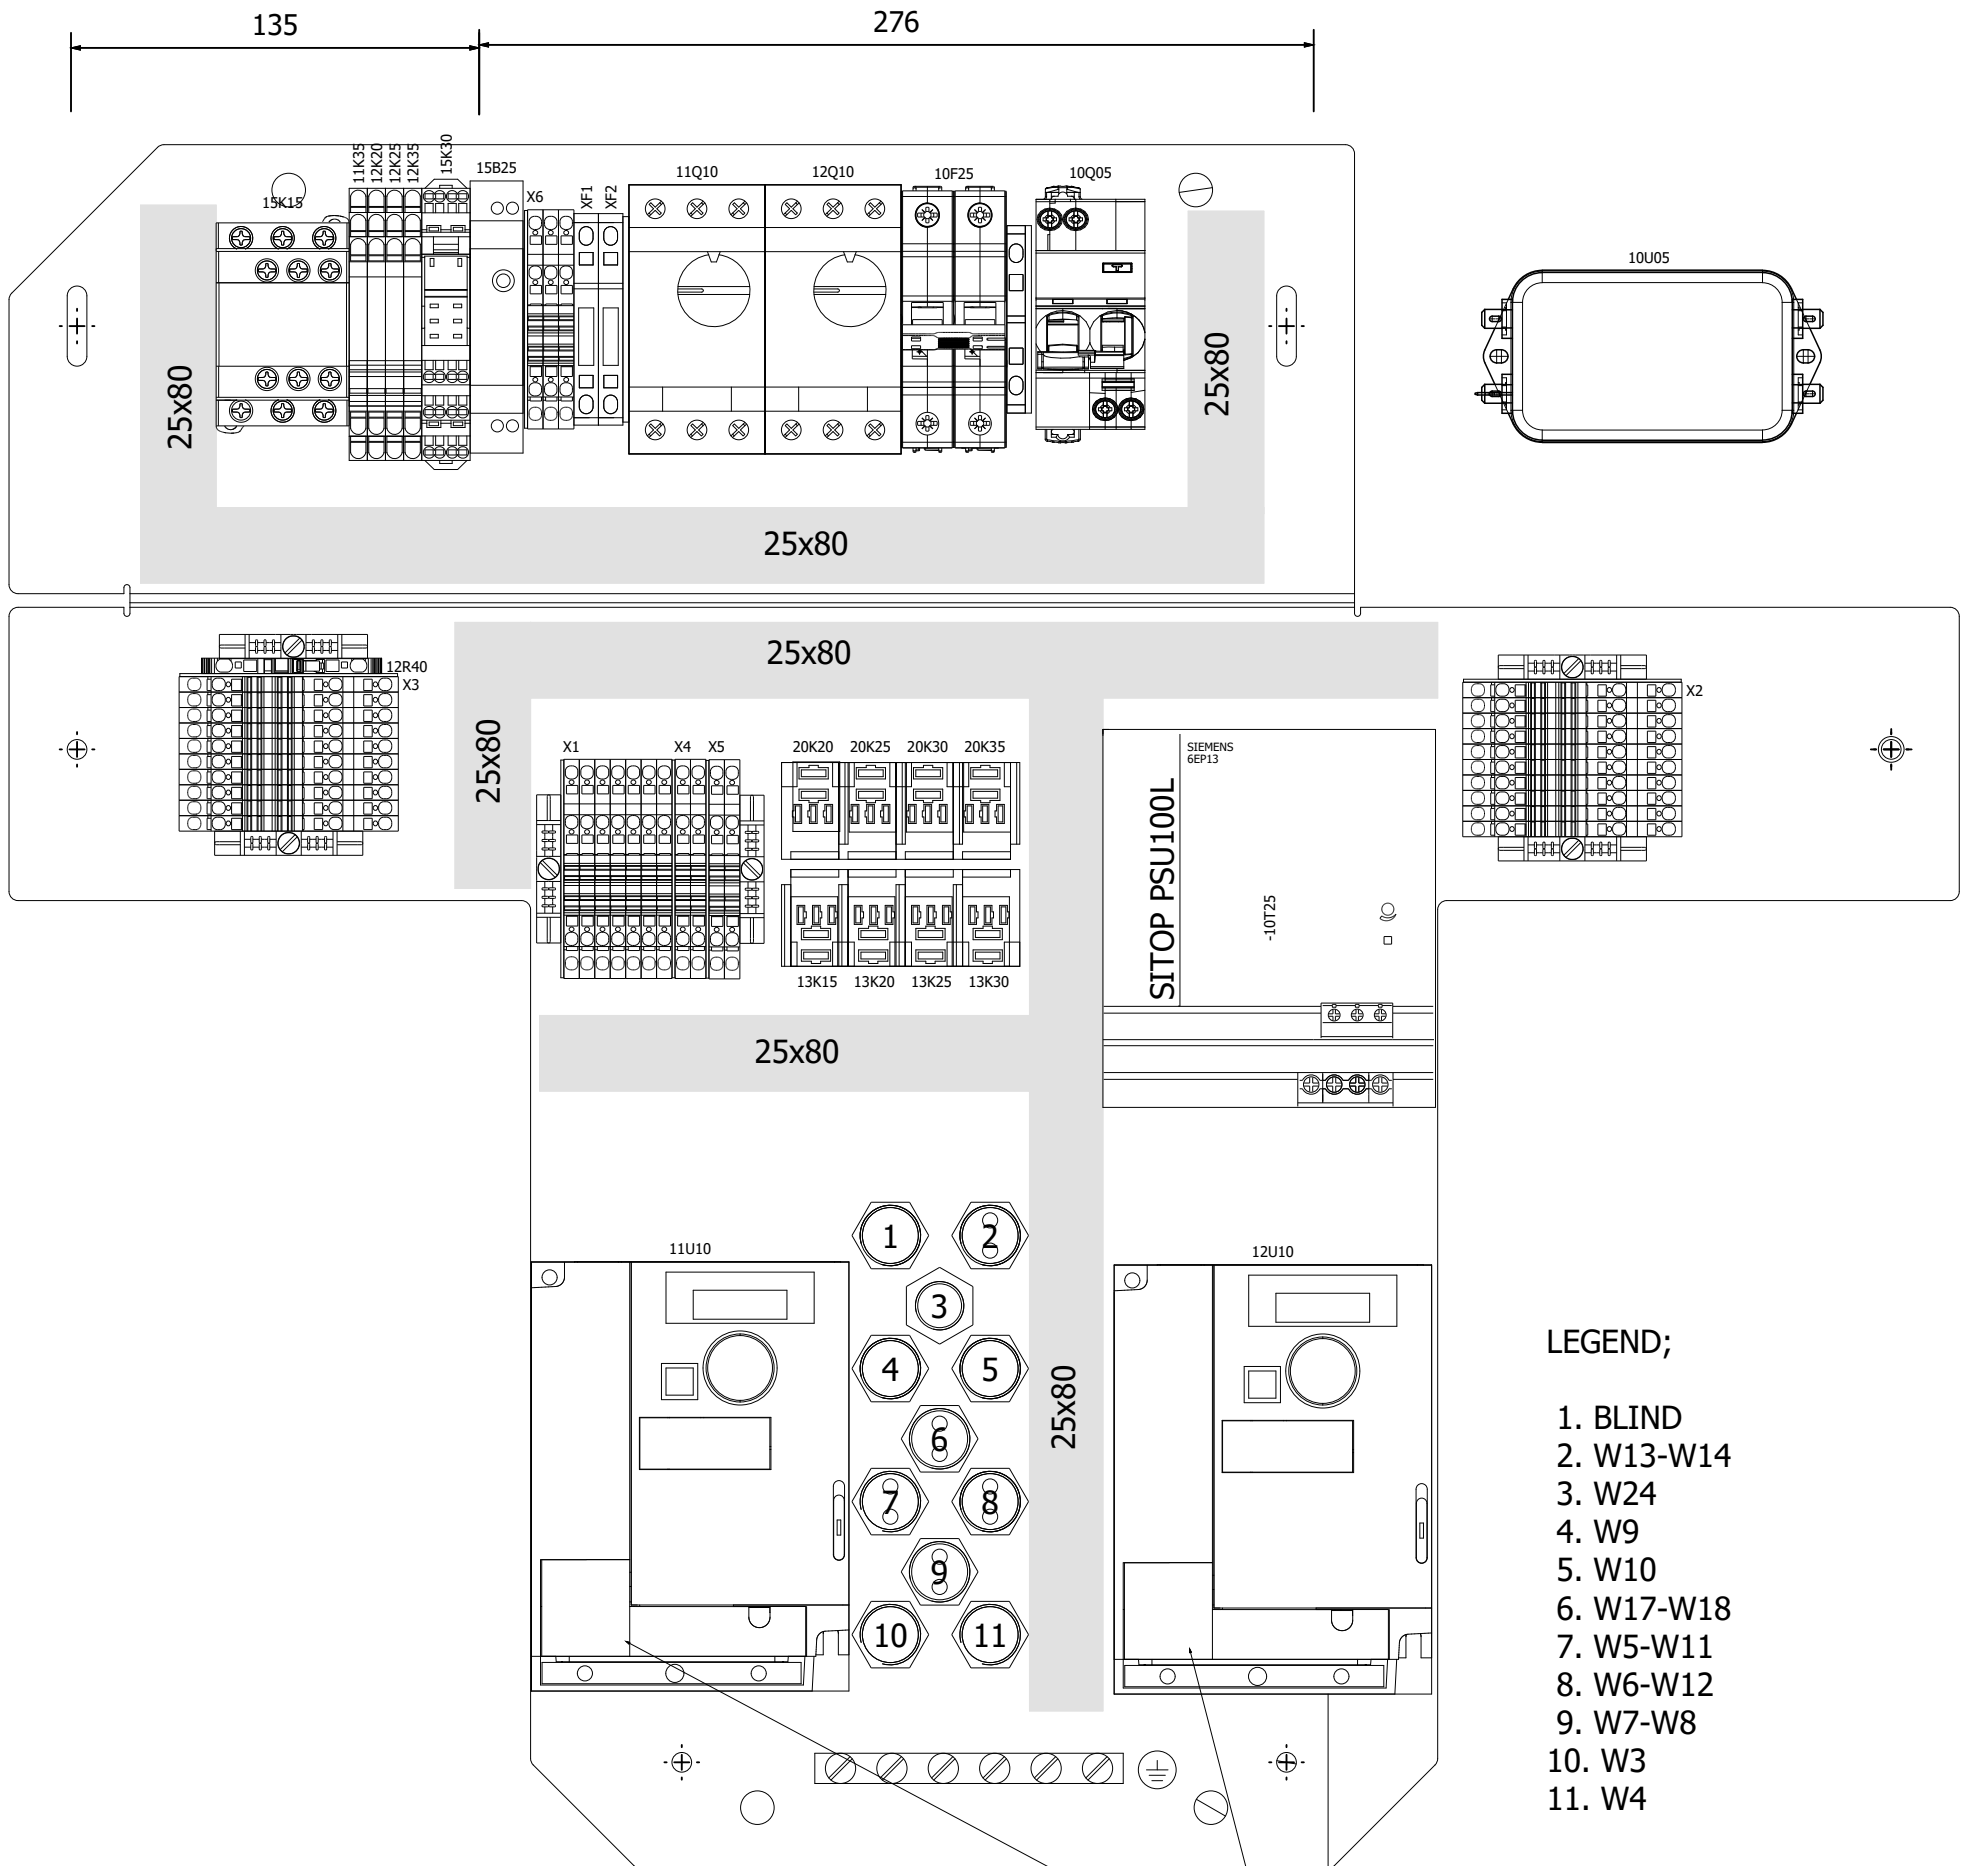 135
276
11K35
12K20
12K25
12K35
15K30
15B25
X6
XF1
XF2
11Q10
12Q10
10F25
10Q05
15K15
10U05
25x80
25x80
25x80
25x80
12R40
X3
X2
25x80
X1
X4
X5
20K20
20K25
20K30
20K35
SIEMENS
6EP13
SITOP PSU100L
-10T25
13K15
13K20
13K25
13K30
25x80
11U10
12U10
1
2
3
4
5
6
7
8
9
10
11
25x80
LEGEND;
1. BLIND
2. W13-W14
3. W24
4. W9
5. W10
6. W17-W18
7. W5-W11
8. W6-W12
9. W7-W8
10. W3
11. W4